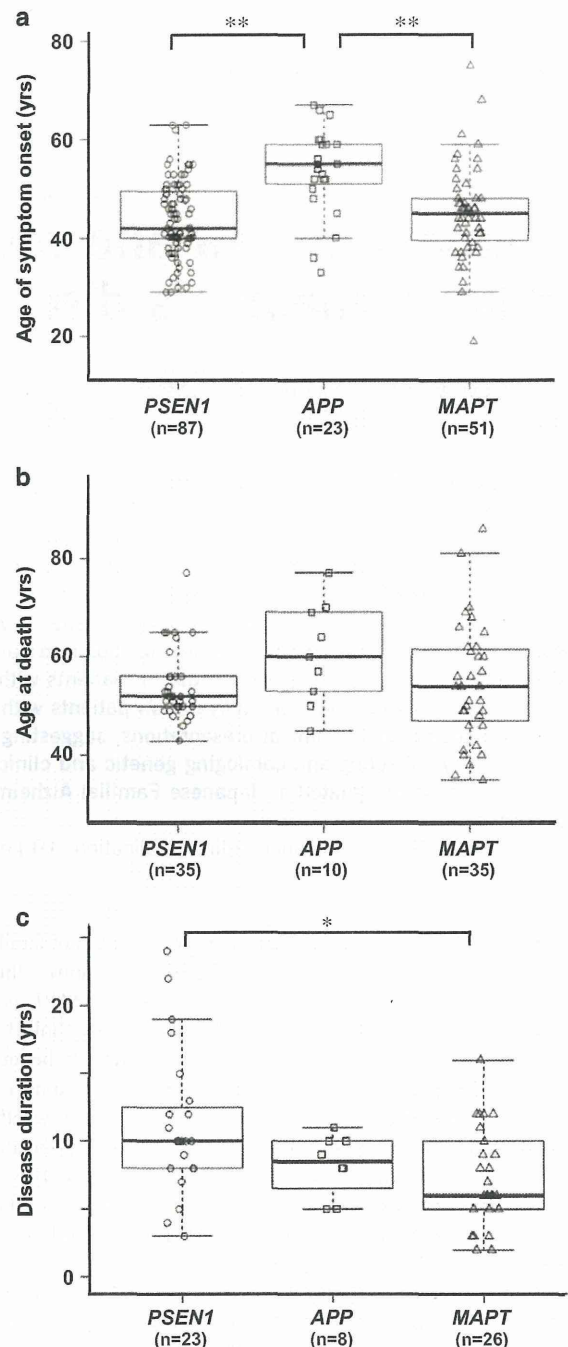 a
** **
Age of symptom onset (yrs)
80
60
40
20
PSEN1 APP MAPT
(n=87) (n=23) (n=51)
b
Age at death (yrs)
80
60
40
PSEN1 APP MAPT
(n=35) (n=10) (n=35)
c
*
Disease duration (yrs)
20
10
0
PSEN1 APP MAPT
(n=23) (n=8) (n=26)